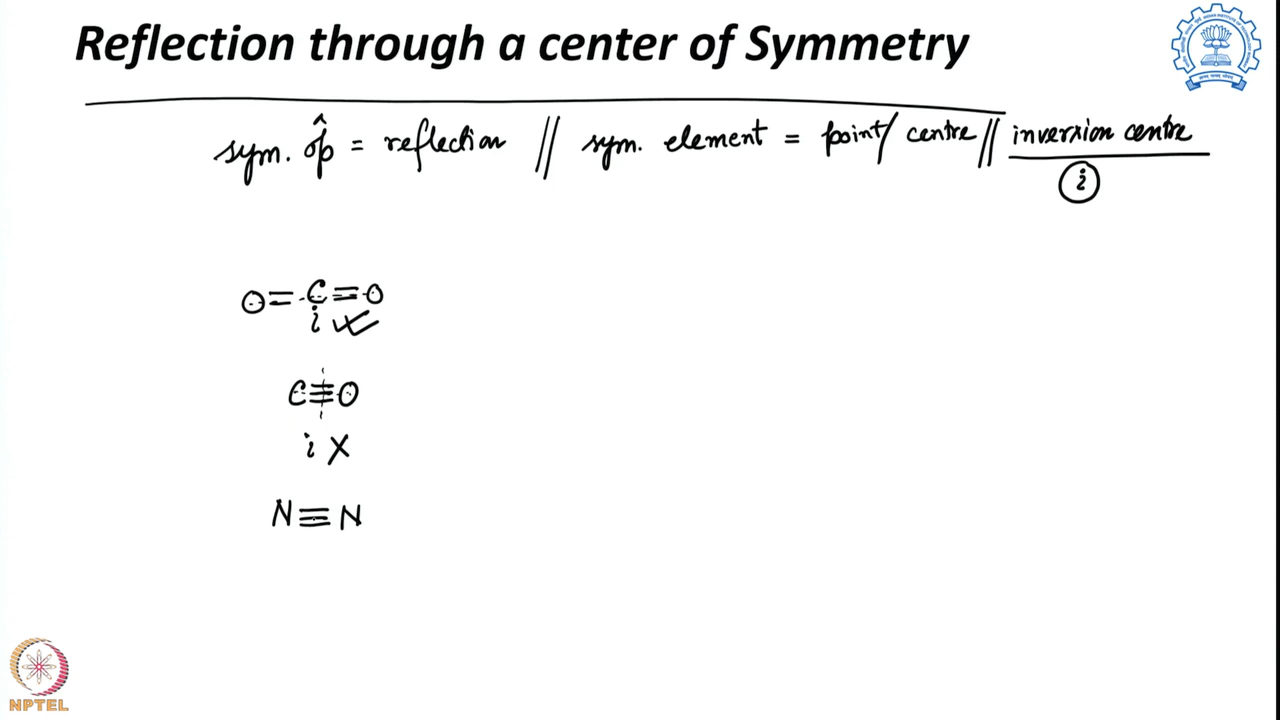 Reflection through a center of Symmetry
sym. ôp = reflection // sym. element = point/ centre // inversion centre
i
O=C=O
i ✓
C≡O
i X
N≡N
NPTEL